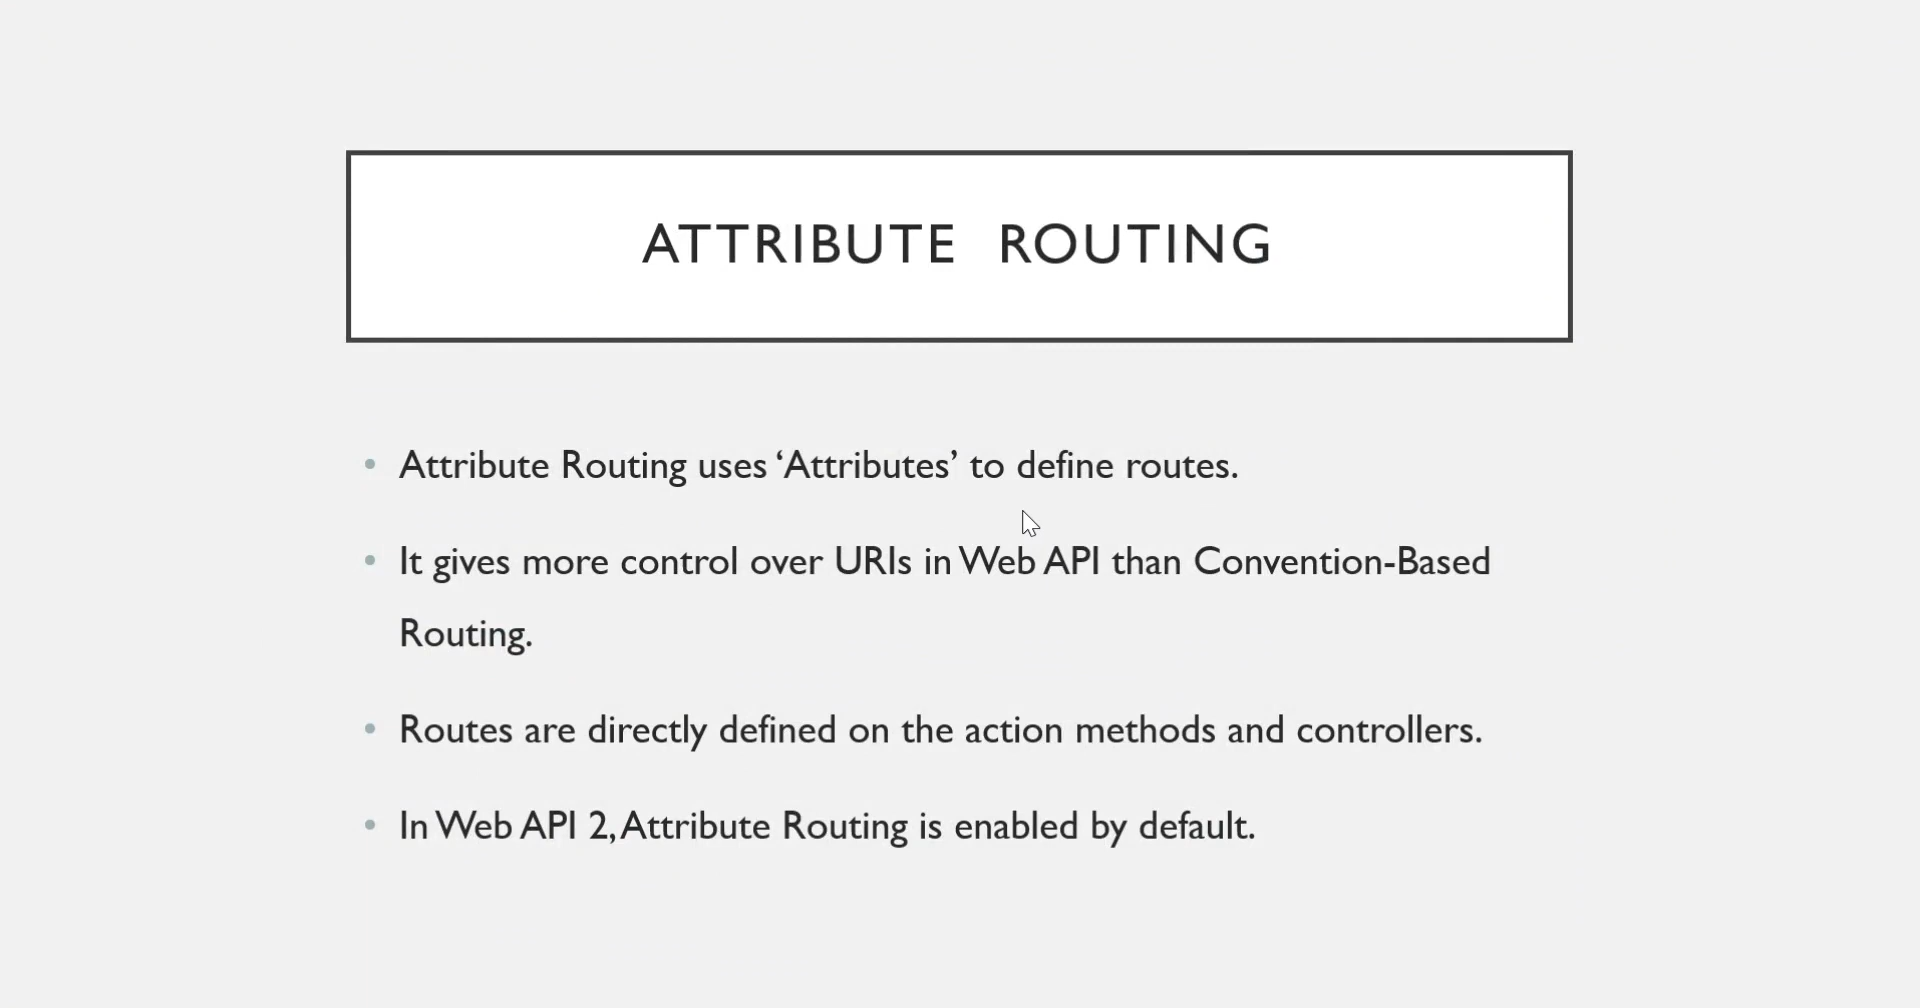 ATTRIBUTE ROUTING
• Attribute Routing uses ‘Attributes’ to define routes.
• It gives more control over URIs in Web API than Convention-Based
Routing.
• Routes are directly defined on the action methods and controllers.
• In Web API 2, Attribute Routing is enabled by default.